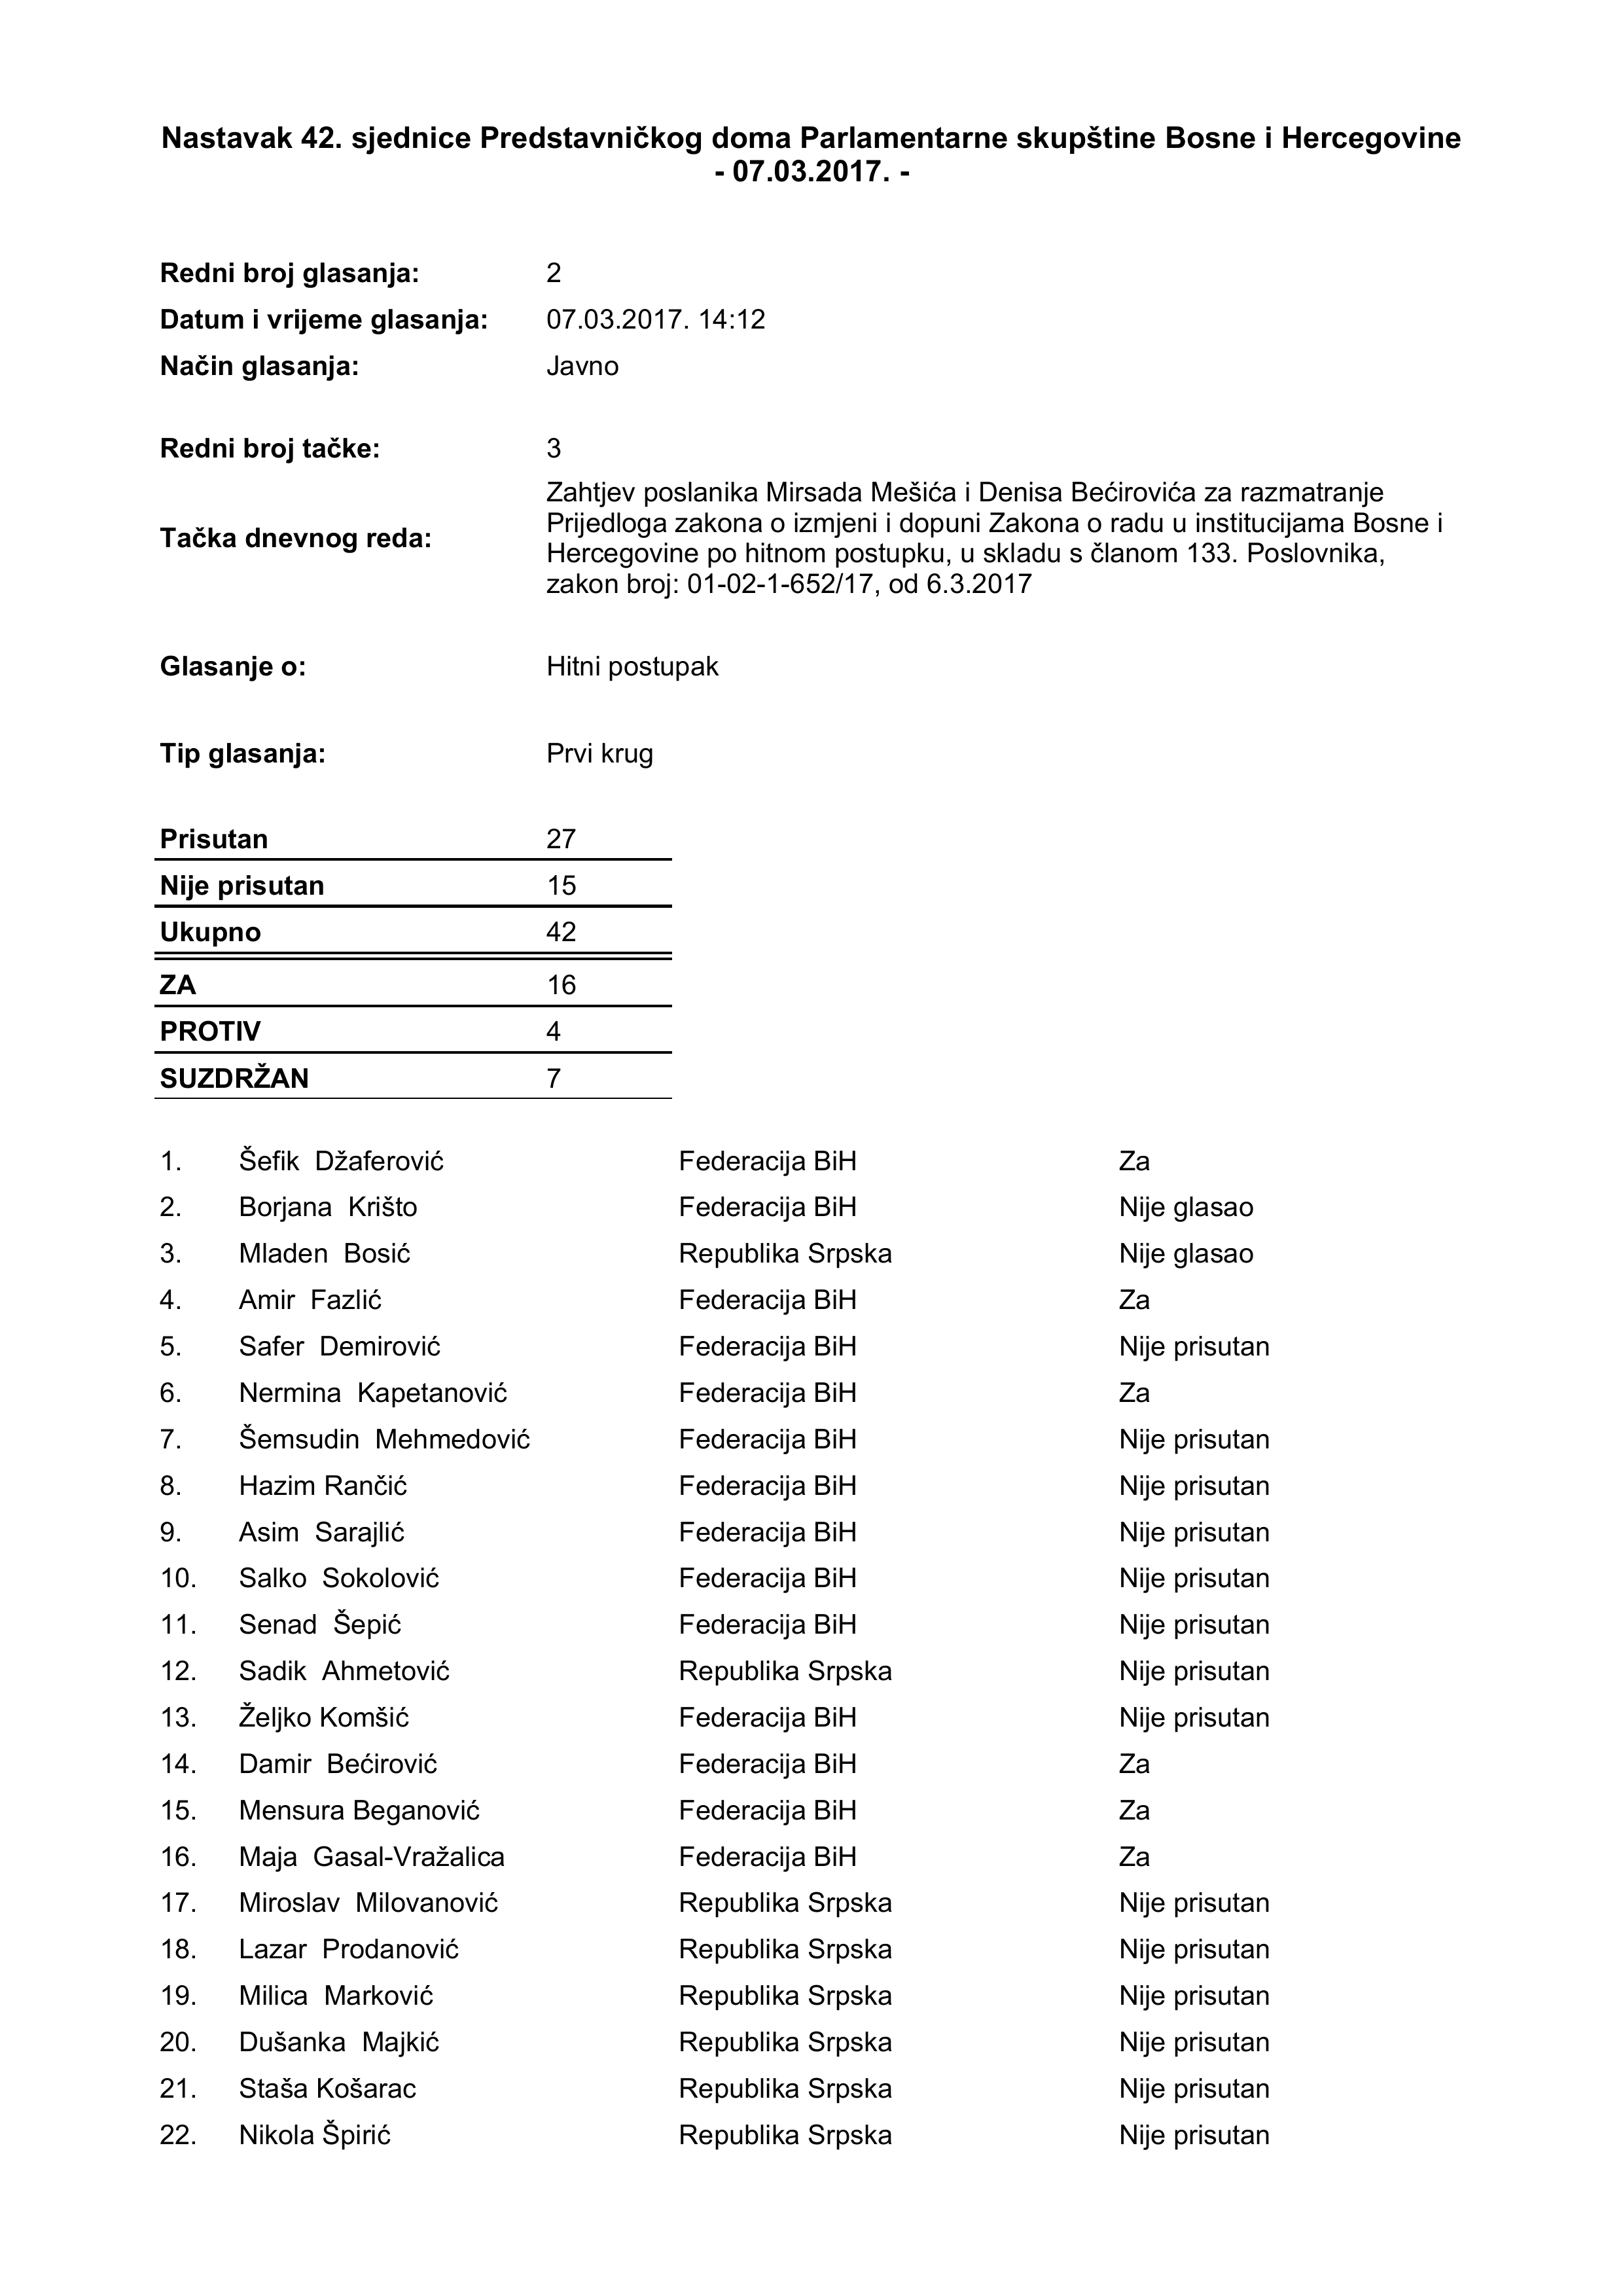 Nastavak 42. sjednice Predstavničkog doma Parlamentarne skupštine Bosne i Hercegovine
- 07.03.2017. -
Redni broj glasanja: 2
Datum i vrijeme glasanja: 07.03.2017. 14:12
Način glasanja: Javno
Redni broj tačke: 3
Tačka dnevnog reda: Zahtjev poslanika Mirsada Mešića i Denisa Bećirovića za razmatranje
Prijedloga zakona o izmjeni i dopuni Zakona o radu u institucijama Bosne i
Hercegovine po hitnom postupku, u skladu s članom 133. Poslovnika,
zakon broj: 01-02-1-652/17, od 6.3.2017
Glasanje o: Hitni postupak
Tip glasanja: Prvi krug
Prisutan 27
Nije prisutan 15
Ukupno 42
ZA 16
PROTIV 4
SUZDRŽAN 7
1. Šefik Džaferović Federacija BiH Za
2. Borjana Krišto Federacija BiH Nije glasao
3. Mladen Bosić Republika Srpska Nije glasao
4. Amir Fazlić Federacija BiH Za
5. Safer Demirović Federacija BiH Nije prisutan
6. Nermina Kapetanović Federacija BiH Za
7. Šemsudin Mehmedović Federacija BiH Nije prisutan
8. Hazim Rančić Federacija BiH Nije prisutan
9. Asim Sarajlić Federacija BiH Nije prisutan
10. Salko Sokolović Federacija BiH Nije prisutan
11. Senad Šepić Federacija BiH Nije prisutan
12. Sadik Ahmetović Republika Srpska Nije prisutan
13. Željko Komšić Federacija BiH Nije prisutan
14. Damir Bećirović Federacija BiH Za
15. Mensura Beganović Federacija BiH Za
16. Maja Gasal-Vražalica Federacija BiH Za
17. Miroslav Milovanović Republika Srpska Nije prisutan
18. Lazar Prodanović Republika Srpska Nije prisutan
19. Milica Marković Republika Srpska Nije prisutan
20. Dušanka Majkić Republika Srpska Nije prisutan
21. Staša Košarac Republika Srpska Nije prisutan
22. Nikola Špirić Republika Srpska Nije prisutan